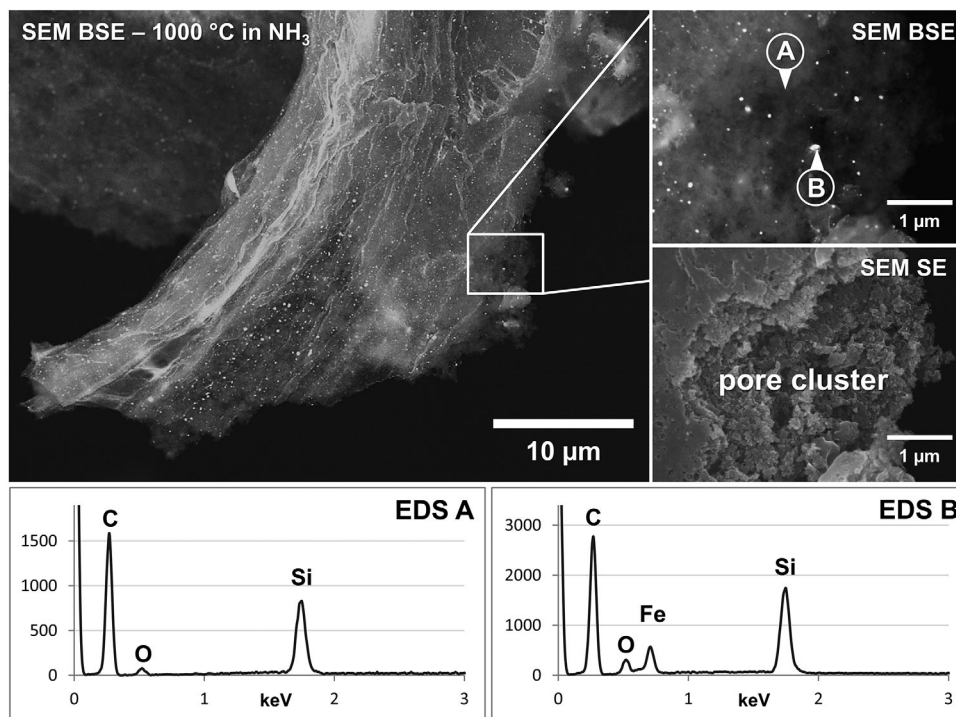 SEM BSE – 1000 °C in NH₃
10 µm
SEM BSE
A
B
1 µm
SEM SE
pore cluster
1 µm
EDS A
C
O
Si
1500
1000
500
0
0
1
keV
2
3
EDS B
C
O
Fe
Si
3000
2000
1000
0
0
1
keV
2
3